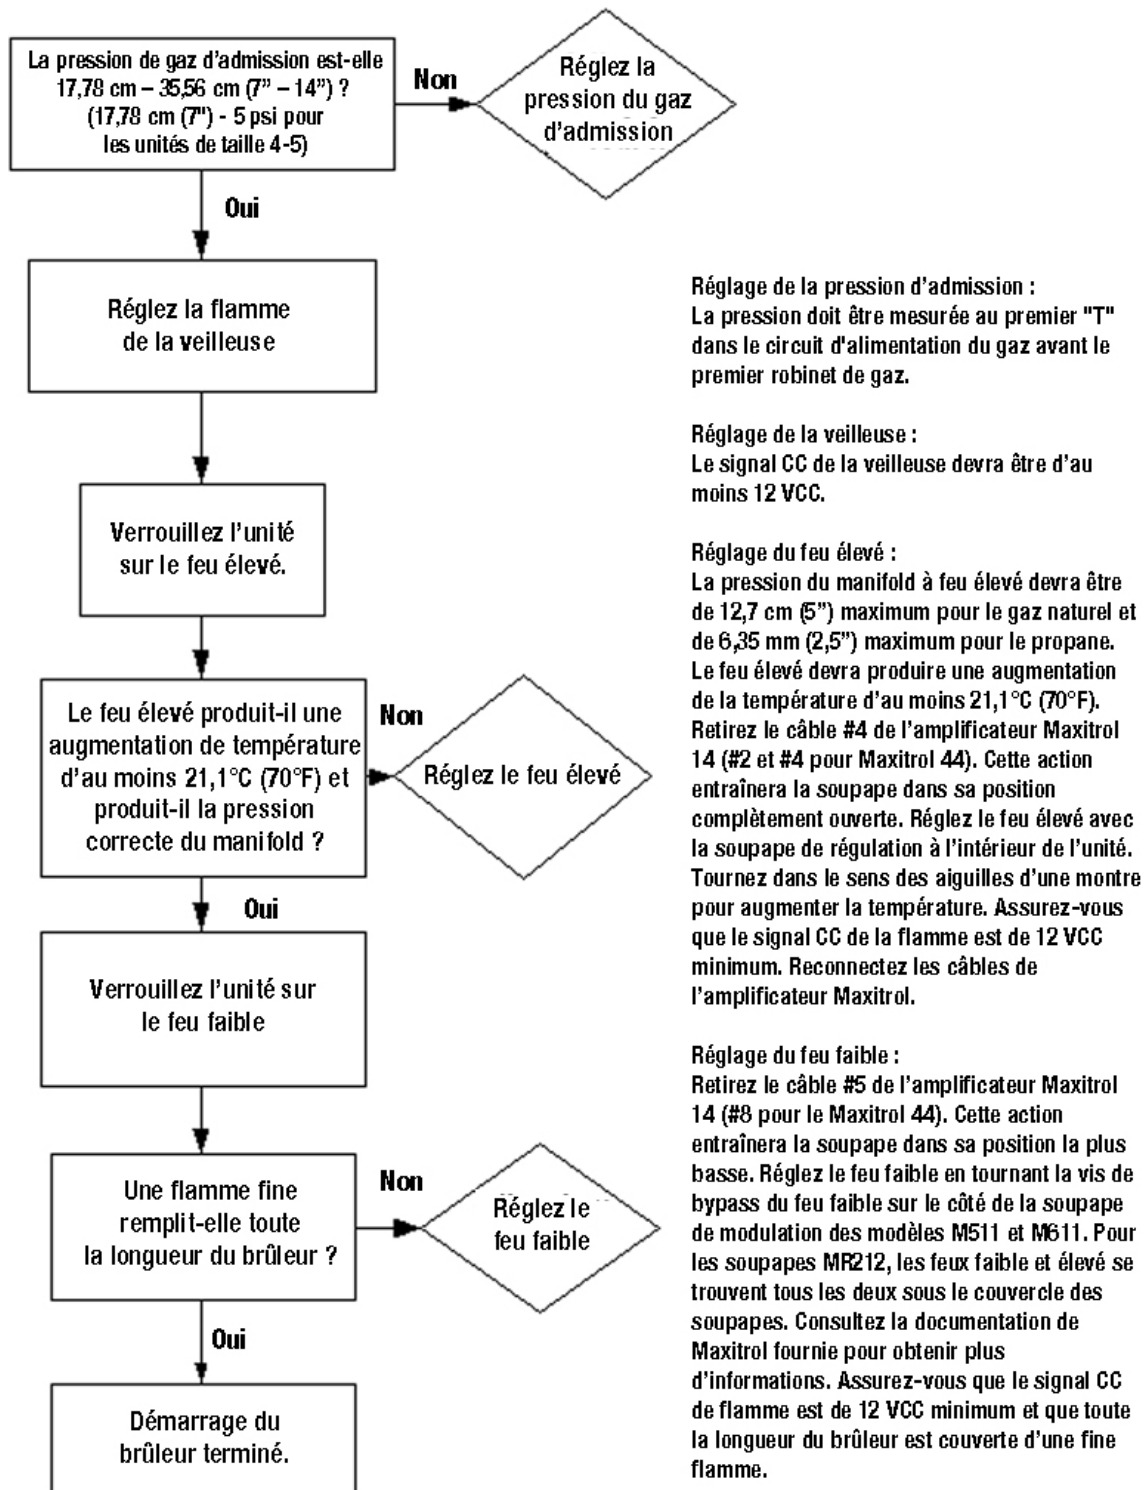 La pression de gaz d'admission est-elle
17,78 cm – 35,56 cm (7” – 14”) ?
(17,78 cm (7") - 5 psi pour
les unités de taille 4-5)
Non
Réglez la
pression du gaz
d'admission
Oui
Réglez la flamme
de la veilleuse
Verrouillez l'unité
sur le feu élevé.
Le feu élevé produit-il une
augmentation de température
d'au moins 21,1°C (70°F) et
produit-il la pression
correcte du manifold ?
Non
Réglez le feu élevé
Oui
Verrouillez l'unité sur
le feu faible
Une flamme fine
remplit-elle toute
la longueur du brûleur ?
Non
Réglez le
feu faible
Oui
Démarrage du
brûleur terminé.
Réglage de la pression d'admission :
La pression doit être mesurée au premier "T"
dans le circuit d'alimentation du gaz avant le
premier robinet de gaz.
Réglage de la veilleuse :
Le signal CC de la veilleuse devra être d'au
moins 12 VCC.
Réglage du feu élevé :
La pression du manifold à feu élevé devra être
de 12,7 cm (5”) maximum pour le gaz naturel et
de 6,35 mm (2,5”) maximum pour le propane.
Le feu élevé devra produire une augmentation
de la température d'au moins 21,1°C (70°F).
Retirez le câble #4 de l'amplificateur Maxitrol
14 (#2 et #4 pour Maxitrol 44). Cette action
entraînera la soupape dans sa position
complètement ouverte. Réglez le feu élevé avec
la soupape de régulation à l'intérieur de l'unité.
Tournez dans le sens des aiguilles d'une montre
pour augmenter la température. Assurez-vous
que le signal CC de la flamme est de 12 VCC
minimum. Reconnectez les câbles de
l'amplificateur Maxitrol.
Réglage du feu faible :
Retirez le câble #5 de l'amplificateur Maxitrol
14 (#8 pour le Maxitrol 44). Cette action
entraînera la soupape dans sa position la plus
basse. Réglez le feu faible en tournant la vis de
bypass du feu faible sur le côté de la soupape
de modulation des modèles M511 et M611. Pour
les soupapes MR212, les feux faible et élevé se
trouvent tous les deux sous le couvercle des
soupapes. Consultez la documentation de
Maxitrol fournie pour obtenir plus
d'informations. Assurez-vous que le signal CC
de flamme est de 12 VCC minimum et que toute
la longueur du brûleur est couverte d'une fine
flamme.